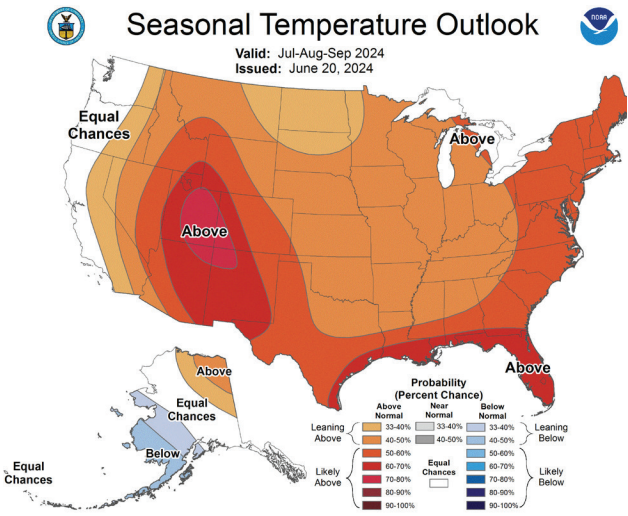 Seasonal Temperature Outlook
NOAA
Valid: Jul-Aug-Sep 2024
Issued: June 20, 2024
Equal
Chances
Above
Above
Above
Above
Equal
Chances
Below
Equal
Chances
Probability
(Percent Chance)
Above
Normal
Near
Normal
Below
Normal
Leaning
Above
33-40%
40-50%
33-40%
40-50%
33-40%
40-50%
Leaning
Below
Likely
Above
50-60%
60-70%
70-80%
80-90%
90-100%
Equal
Chances
50-60%
60-70%
70-80%
80-90%
90-100%
Likely
Below